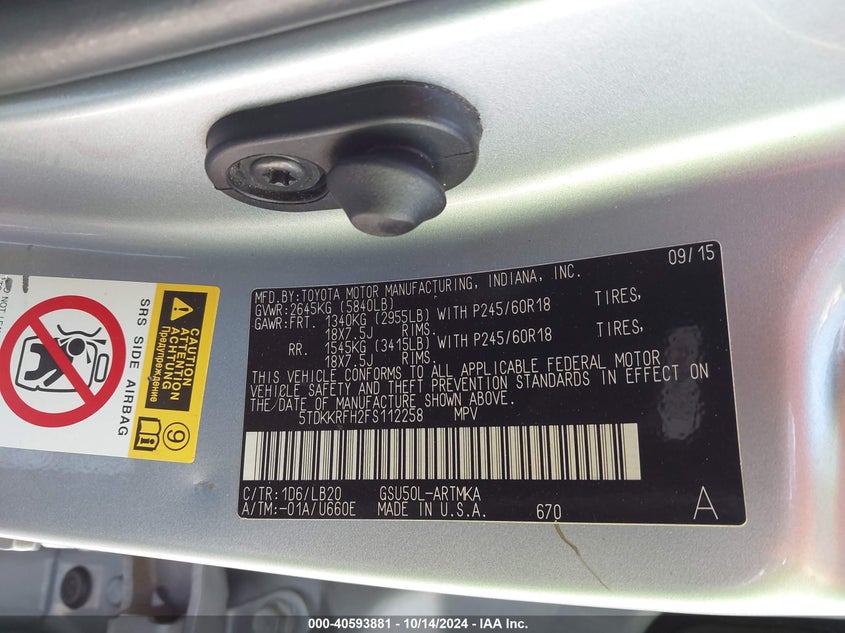 09/15
MFD.BY:TOYOTA MOTOR MANUFACTURING, INDIANA, INC.
GVWR:2645KG (5840LB)
GAWR:FRT. 1340KG (2955LB) WITH P245/60R18 TIRES,
18X7.5J RIMS.
RR. 1545KG (3415LB) WITH P245/60R18 TIRES,
18X7.5J RIMS.
THIS VEHICLE CONFORMS TO ALL APPLICABLE FEDERAL MOTOR
VEHICLE SAFETY AND THEFT PREVENTION STANDARDS IN EFFECT ON
THE DATE OF MANUFACTURE SHOWN ABOVE.
5TDKKRFH2FS112258 MPV
C/TR:1D6/LB20 GSU50L-ARTMKA
A/TM:-01A/U660E MADE IN U.S.A. 670 A
SRS SIDE AIRBAG
CAUTION
ATTENTION
ACHTUNG
Предупреждение
9
000-40593881 - 10/14/2024 - IAA Inc.